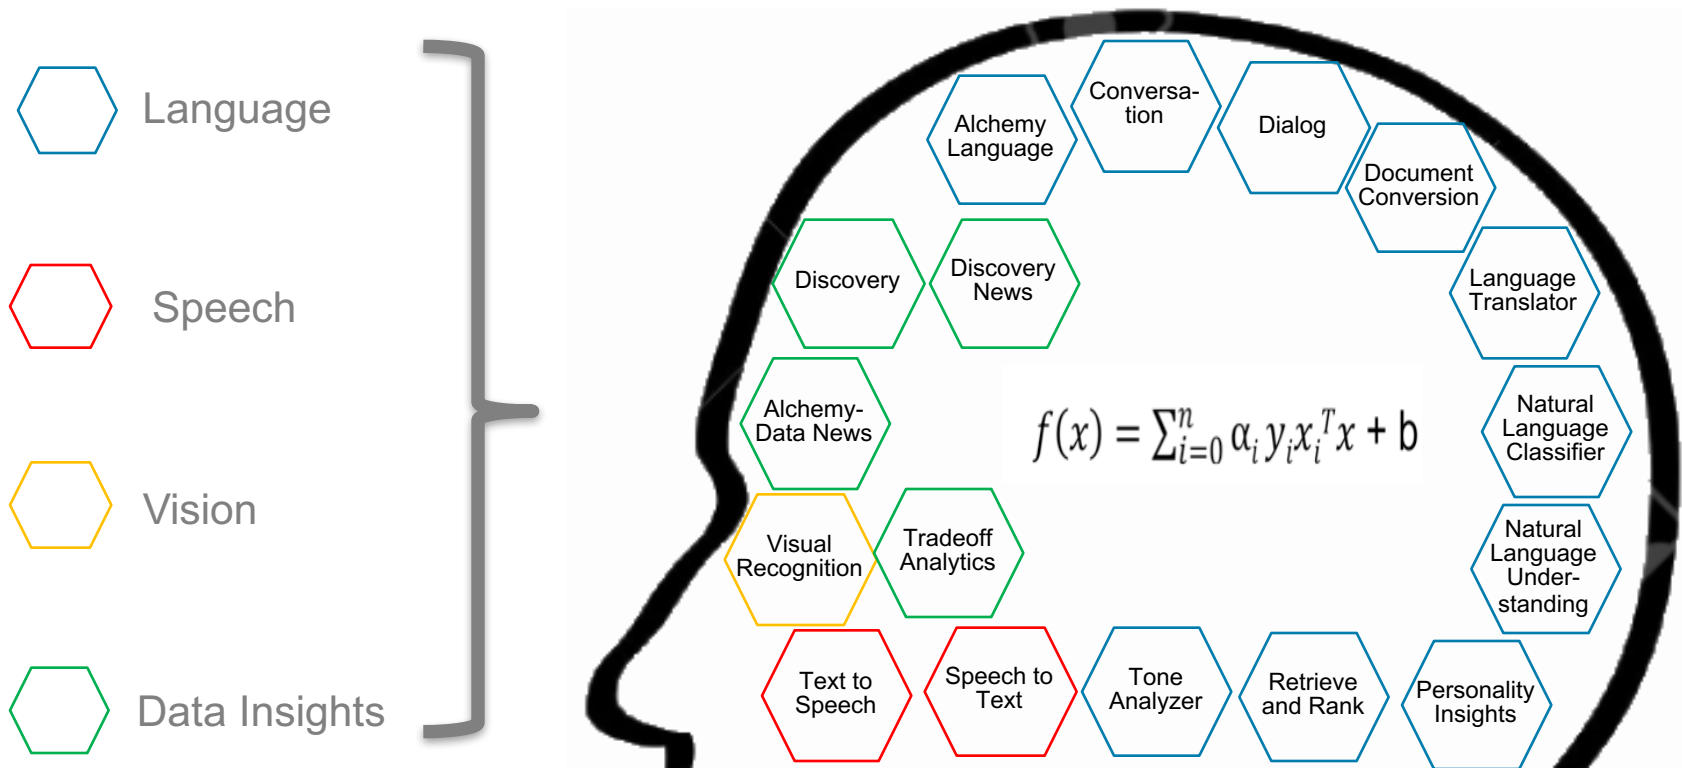 Language
Speech
Vision
Data Insights
Alchemy
Language
Conversa-
tion
Dialog
Document
Conversion
Discovery
Discovery
News
Language
Translator
Alchemy-
Data News
f(x) = ∑ⁿᵢ₌₀ αᵢ yᵢ xᵢᵀ x + b
Natural
Language
Classifier
Visual
Recognition
Tradeoff
Analytics
Natural
Language
Under-
standing
Text to
Speech
Speech to
Text
Tone
Analyzer
Retrieve
and Rank
Personality
Insights